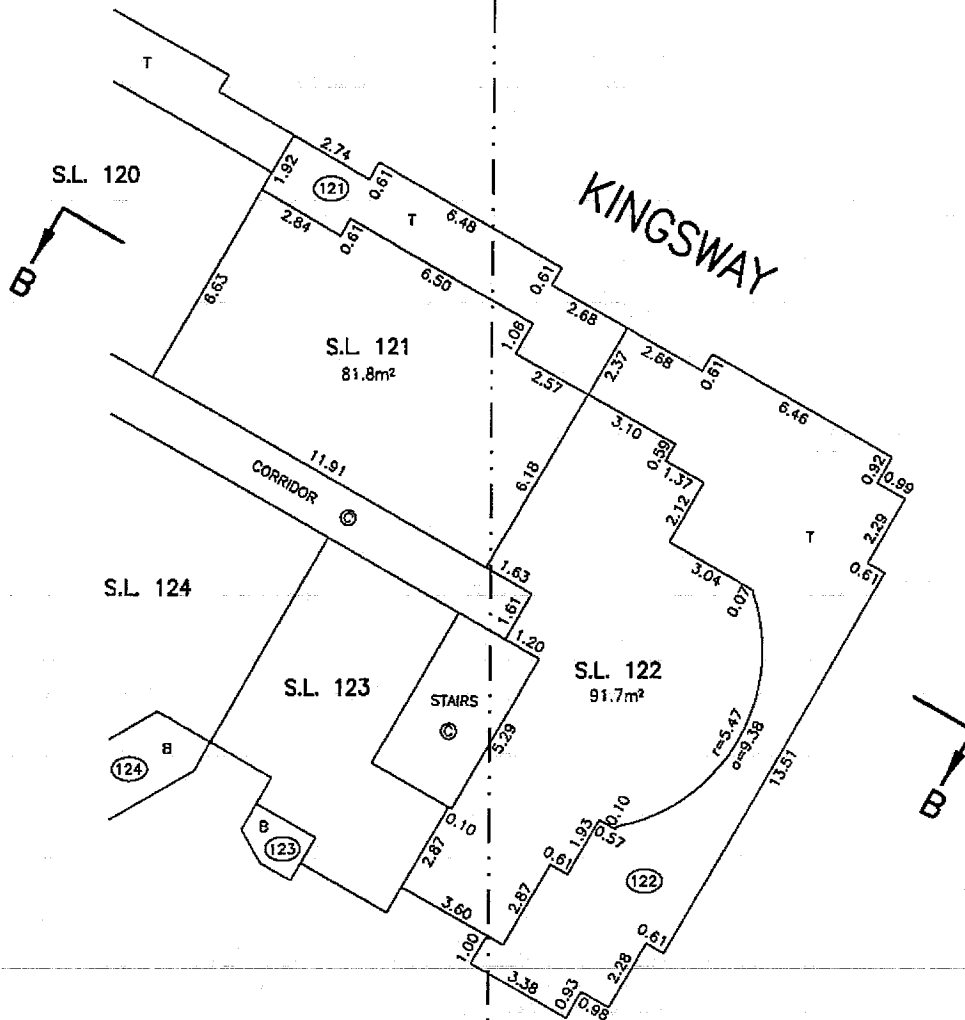 T
S.L. 120
B
2.74
1.92
121
0.61
T
6.48
KINGSWAY
2.84
0.61
6.50
0.61
2.68
6.63
S.L. 121
81.8m²
1.06
2.57
2.37
2.68
0.61
6.46
3.10
0.59
1.37
2.12
0.92
0.99
2.29
T
0.61
11.91
CORRIDOR
C
6.18
1.63
1.61
1.20
3.04
0.07
S.L. 124
S.L. 123
STAIRS
C
S.L. 122
91.7m²
5.29
r=5.47
a=9.38
13.51
B
B
124
B
123
0.10
2.87
0.10
0.57
1.93
0.61
2.87
122
3.60
1.00
3.38
0.93
0.98
2.28
0.61